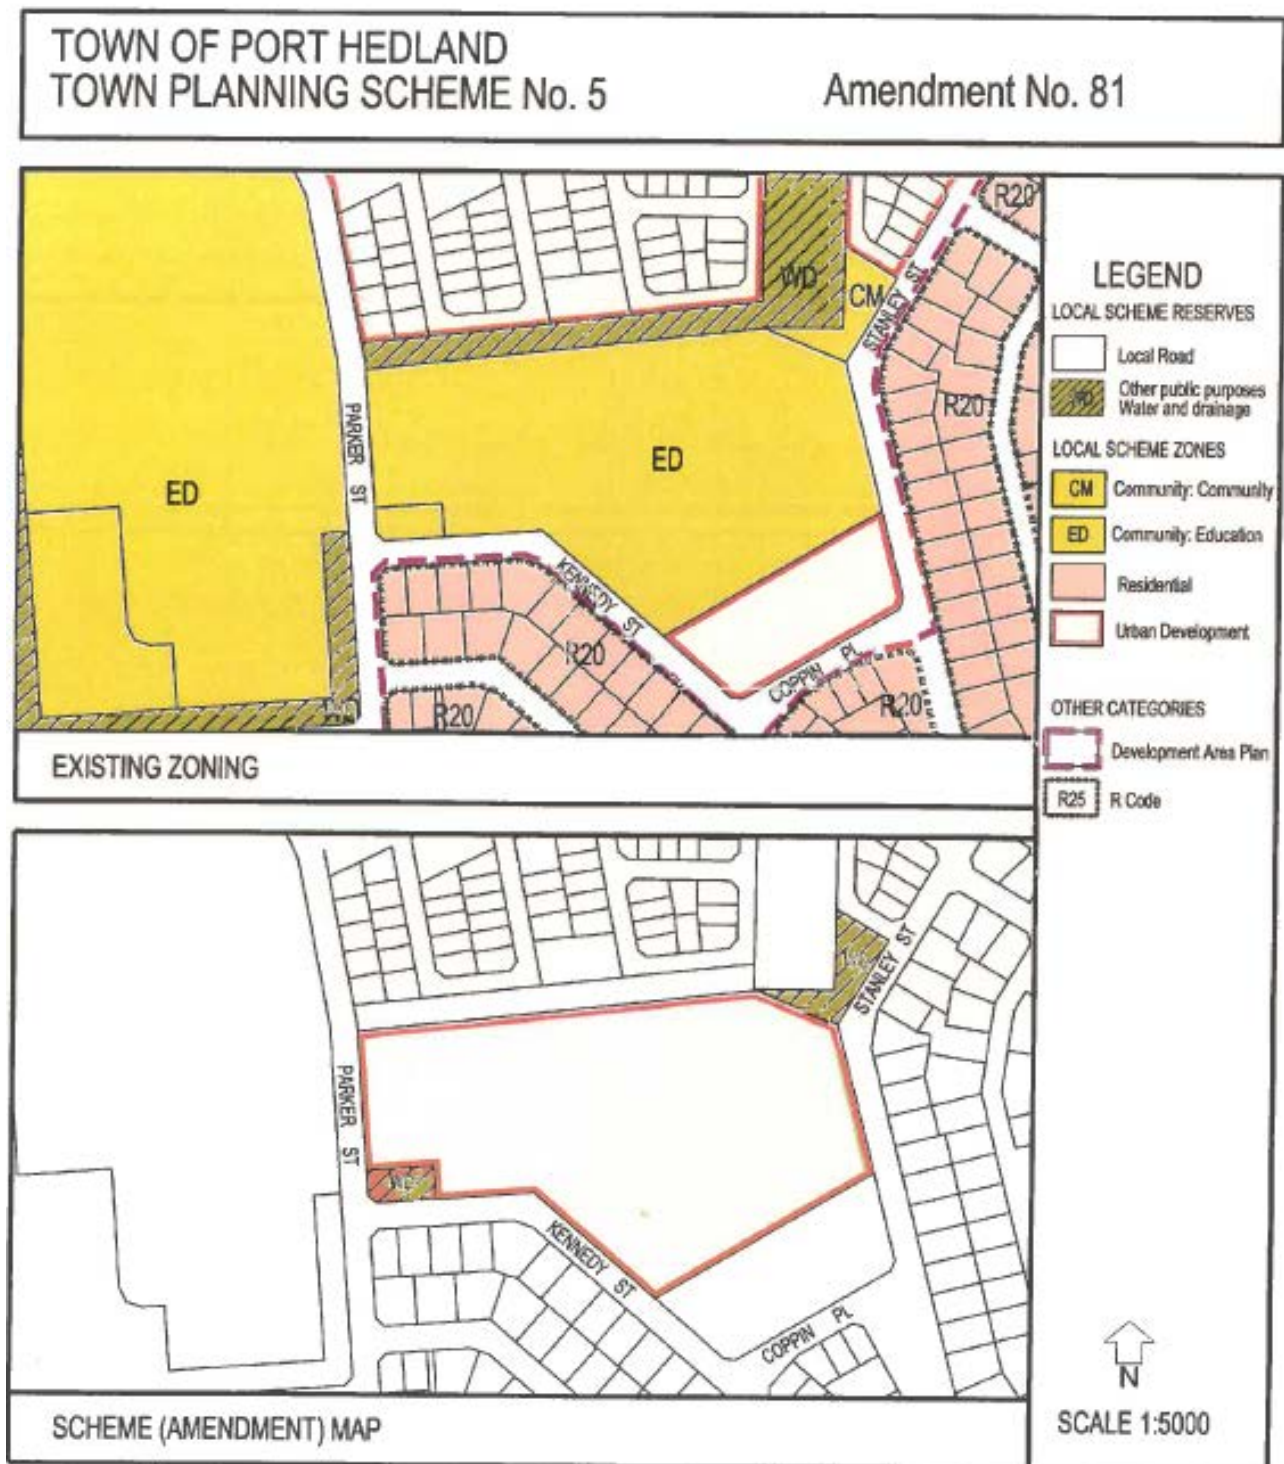 TOWN OF PORT HEDLAND
TOWN PLANNING SCHEME No. 5
Amendment No. 81
R20
WD
CM
STANLEY ST
R20
PARKER ST
ED
ED
KENNEDY ST
R20
COPPIN PL
R20
R20
EXISTING ZONING
LEGEND
LOCAL SCHEME RESERVES
Local Road
WD
Other public purposes
Water and drainage
LOCAL SCHEME ZONES
CM Community: Community
ED Community: Education
Residential
Urban Development
OTHER CATEGORIES
Development Area Plan
R25 R Code
STANLEY ST
PARKER ST
WD
KENNEDY ST
COPPIN PL
SCHEME (AMENDMENT) MAP
N
SCALE 1:5000